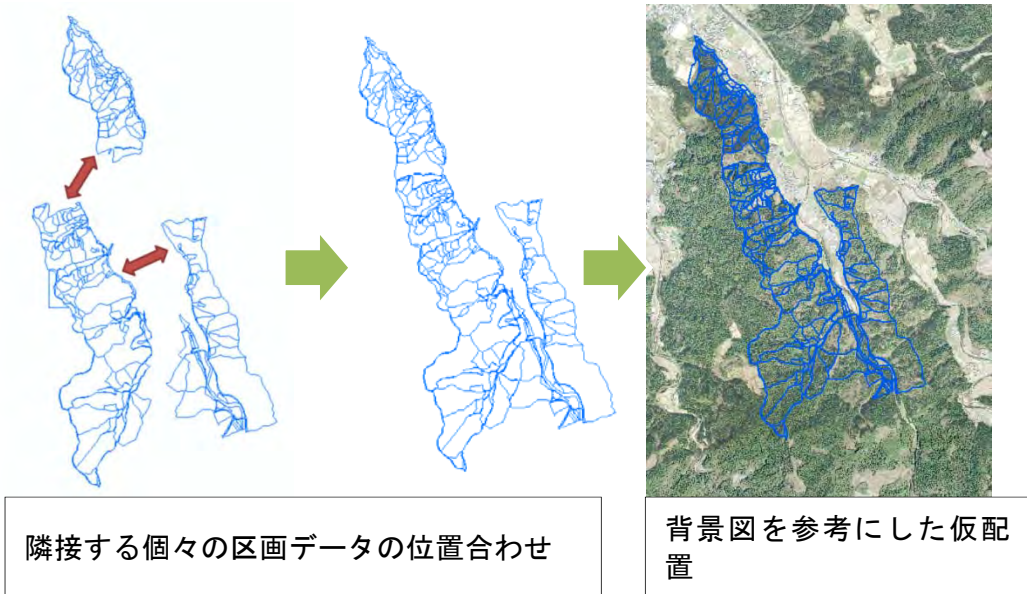 隣接する個々の区画データの位置合わせ
背景図を参考にした仮配
置